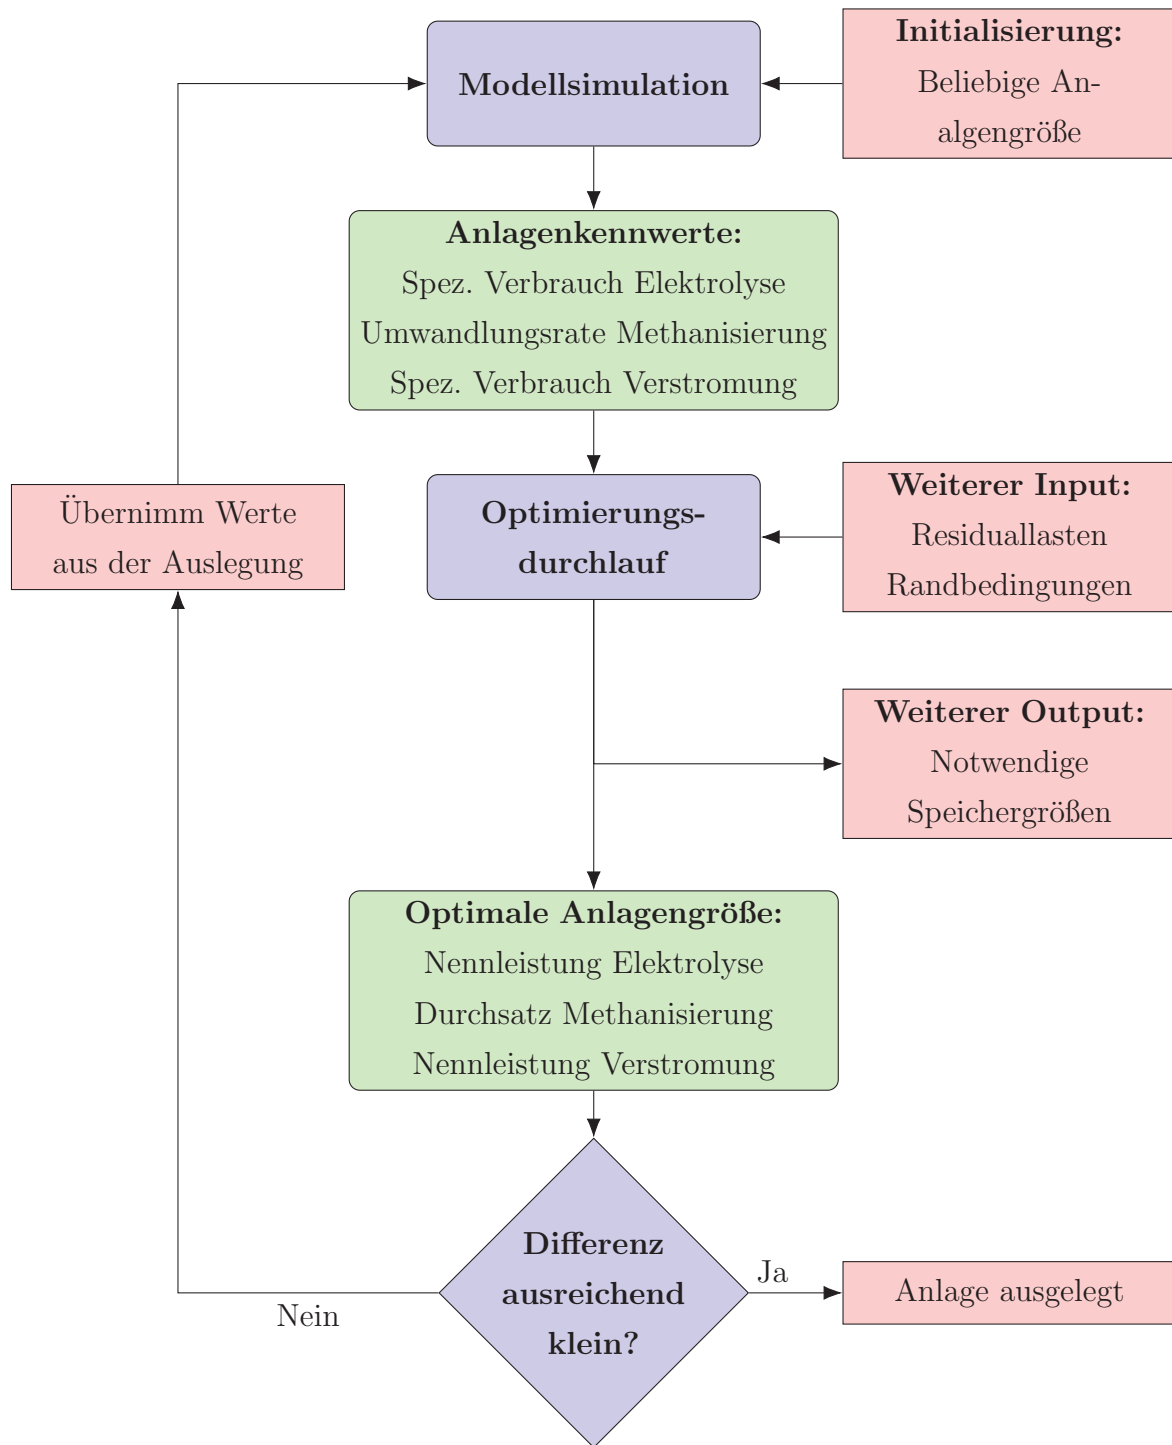 Modellsimulation
Initialisierung:
Beliebige An-
algengröße
Anlagenkennwerte:
Spez. Verbrauch Elektrolyse
Umwandlungsrate Methanisierung
Spez. Verbrauch Verstromung
Übernimm Werte
aus der Auslegung
Optimierungs-
durchlauf
Weiterer Input:
Residuallasten
Randbedingungen
Weiterer Output:
Notwendige
Speichergrößen
Optimale Anlagengröße:
Nennleistung Elektrolyse
Durchsatz Methanisierung
Nennleistung Verstromung
Differenz
ausreichend
klein?
Nein
Ja
Anlage ausgelegt